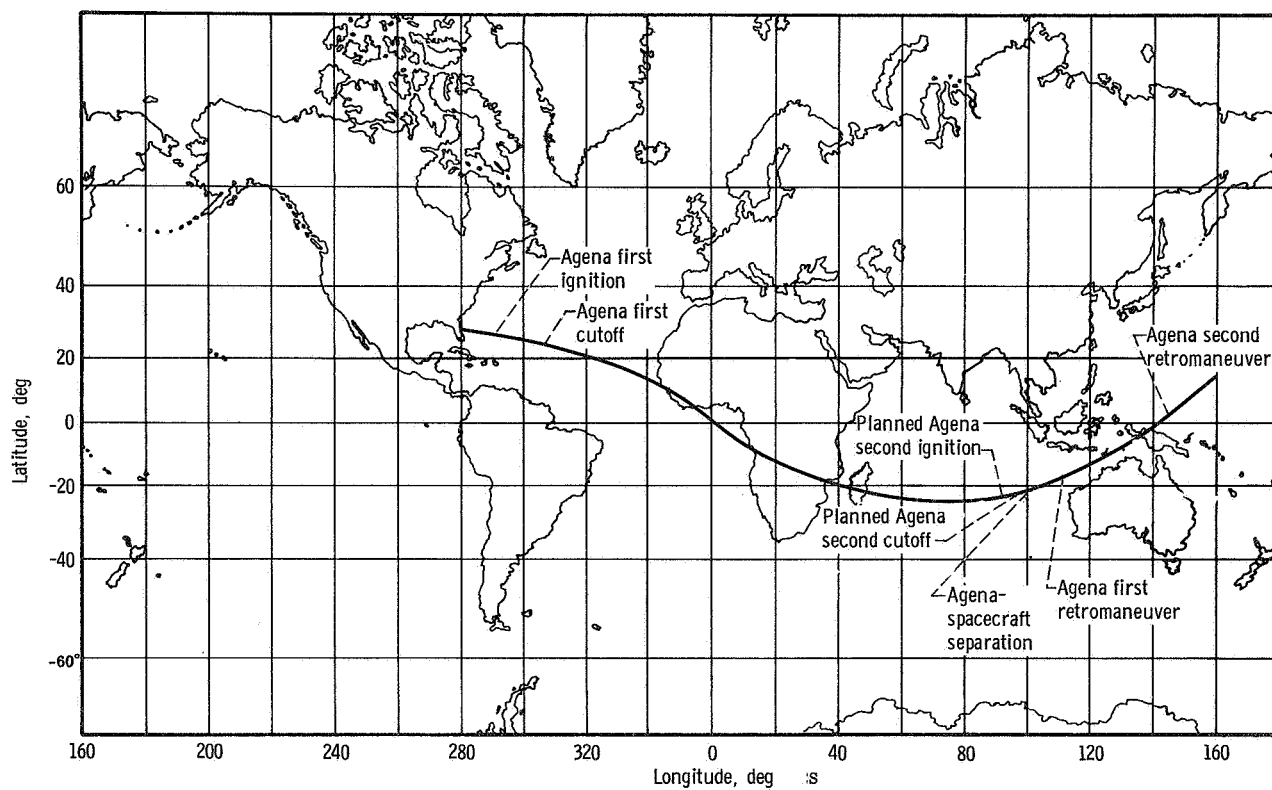 60
40
20
0
-20
-40
-60°
Latitude, deg
Agena first
ignition
Agena first
cutoff
Agena second
retromaneuver
Planned Agena
second ignition
Planned Agena
second cutoff
Agena-
spacecraft
separation
Agena first
retromaneuver
160 200 240 280 320 0 40 80 120 160
Longitude, deg :s